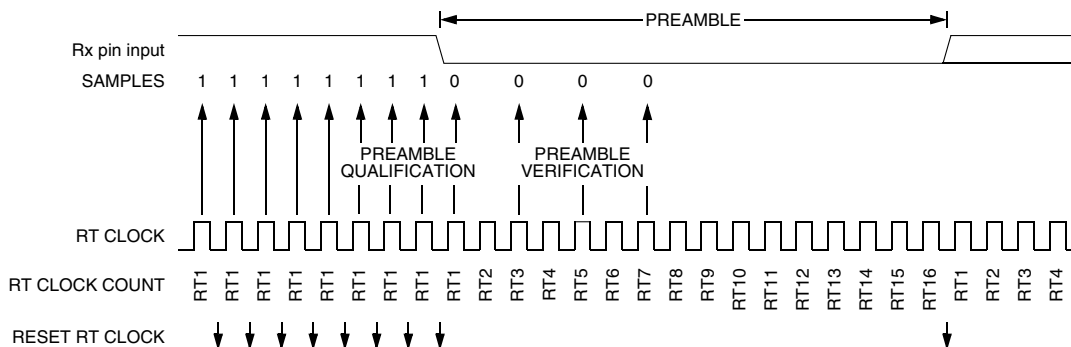 PREAMBLE
Rx pin input
SAMPLES 1 1 1 1 1 1 1 1 0 0 0 0
PREAMBLE QUALIFICATION
PREAMBLE VERIFICATION
RT CLOCK
RT CLOCK COUNT RT1 RT1 RT1 RT1 RT1 RT1 RT1 RT1 RT1 RT2 RT3 RT4 RT5 RT6 RT7 RT8 RT9 RT10 RT11 RT12 RT13 RT14 RT15 RT16 RT1 RT2 RT3 RT4
RESET RT CLOCK